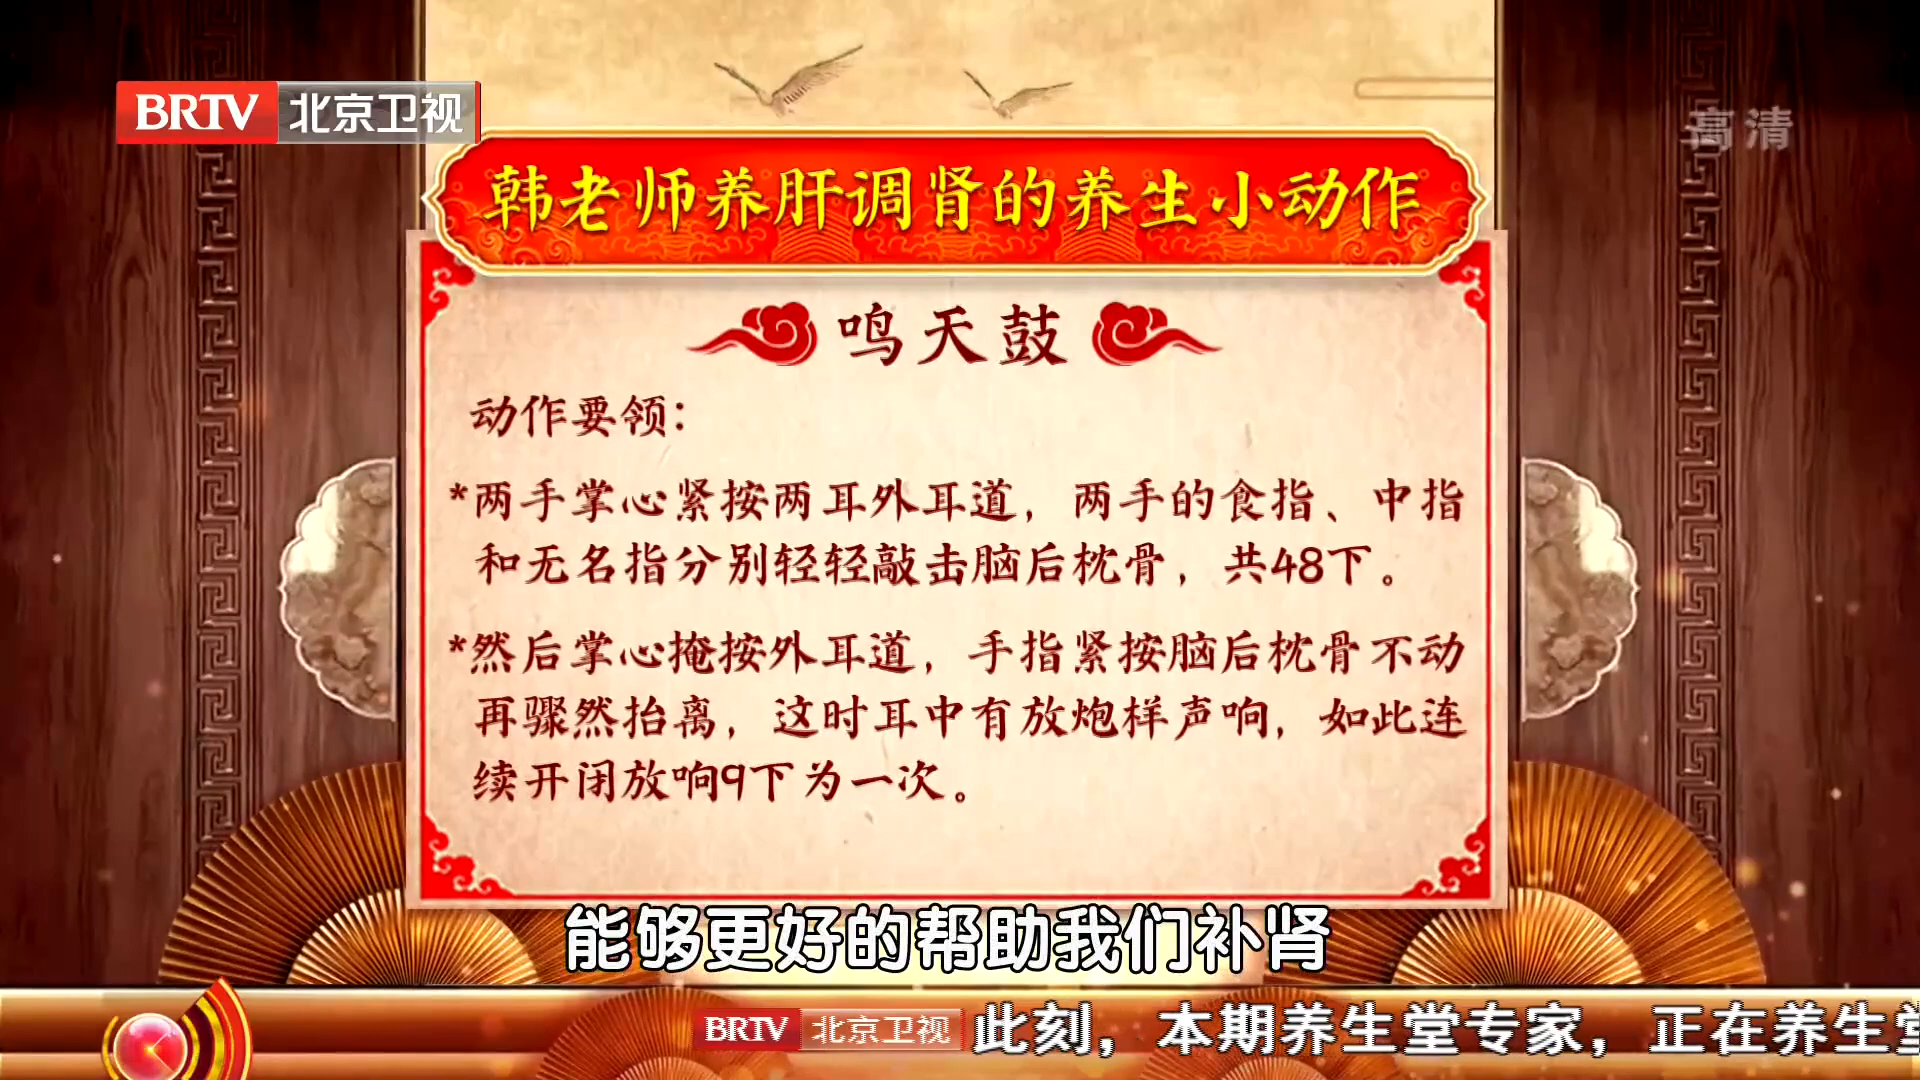 BRTV 北京卫视
高清
韩老师养肝调肾的养生小动作
鸣天鼓
动作要领：
*两手掌心紧按两耳外耳道，两手的食指、中指
和无名指分别轻轻敲击脑后枕骨，共48下。
*然后掌心掩按外耳道，手指紧按脑后枕骨不动
再骤然抬离，这时耳中有放炮样声响，如此连
续开闭放响9下为一次。
能够更好的帮助我们补肾
BRTV 北京卫视 此刻，本期养生堂专家，正在养生堂